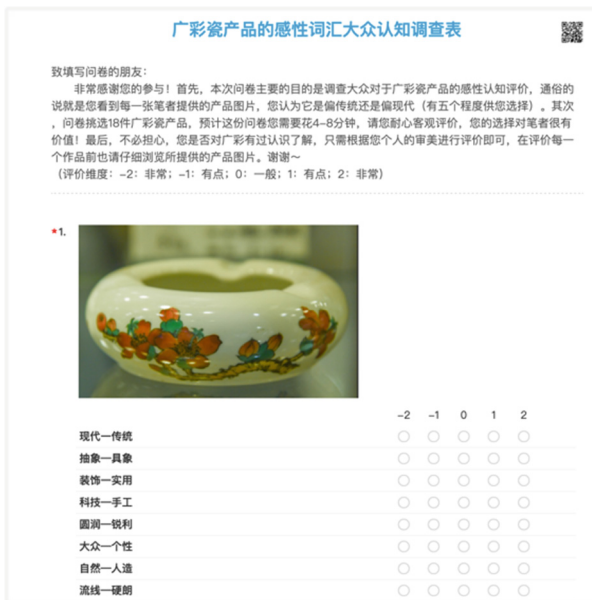 广彩瓷产品的感性词汇大众认知调查表
致填写问卷的朋友：
非常感谢您的参与！首先，本次问卷主要的目的是调查大众对于广彩瓷产品的感性认知评价，通俗的
说就是您看到每一张笔者提供的产品图片，您认为它是偏传统还是偏现代（有五个程度供您选择）。其次
，问卷挑选18件广彩瓷产品，预计这份问卷您需要花4-8分钟，请您耐心客观评价，您的选择对笔者很有
价值！最后，不必担心，您是否对广彩有过认识了解，只需根据您个人的审美进行评价即可，在评价每一
个作品前也请仔细浏览所提供的产品图片。谢谢～
（评价维度：-2：非常；-1：有点；0：一般；1：有点；2：非常）
*1.
-2 -1 0 1 2
现代—传统
抽象—具象
装饰—实用
科技—手工
圆润—锐利
大众—个性
自然—人造
流线—硬朗